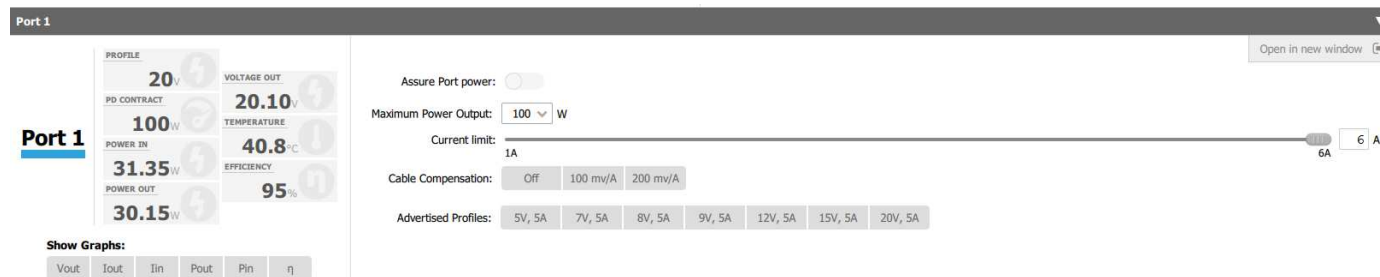 Port 1
Open in new window
Port 1
PROFILE
20V
PD CONTRACT
100W
POWER IN
31.35W
POWER OUT
30.15W
VOLTAGE OUT
20.10V
TEMPERATURE
40.8°C
EFFICIENCY
95%
Show Graphs:
Vout Iout Iin Pout Pin η
Assure Port power:
Maximum Power Output: 100 W
Current limit: 6 A
1A 6A
Cable Compensation: Off 100 mv/A 200 mv/A
Advertised Profiles: 5V, 5A 7V, 5A 8V, 5A 9V, 5A 12V, 5A 15V, 5A 20V, 5A